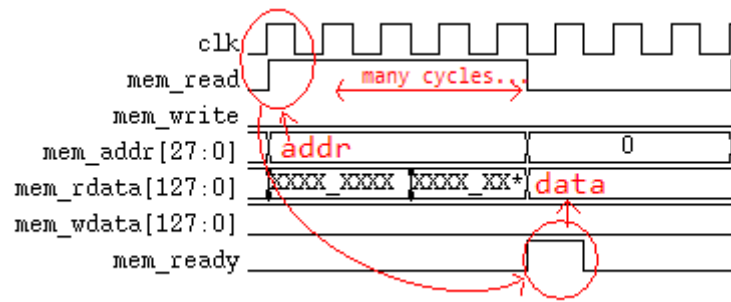 clk
mem_read many cycles...
mem_write
mem_addr[27:0] addr 0
mem_rdata[127:0] XXXX_XXXX XXXX_XX* data
mem_wdata[127:0]
mem_ready